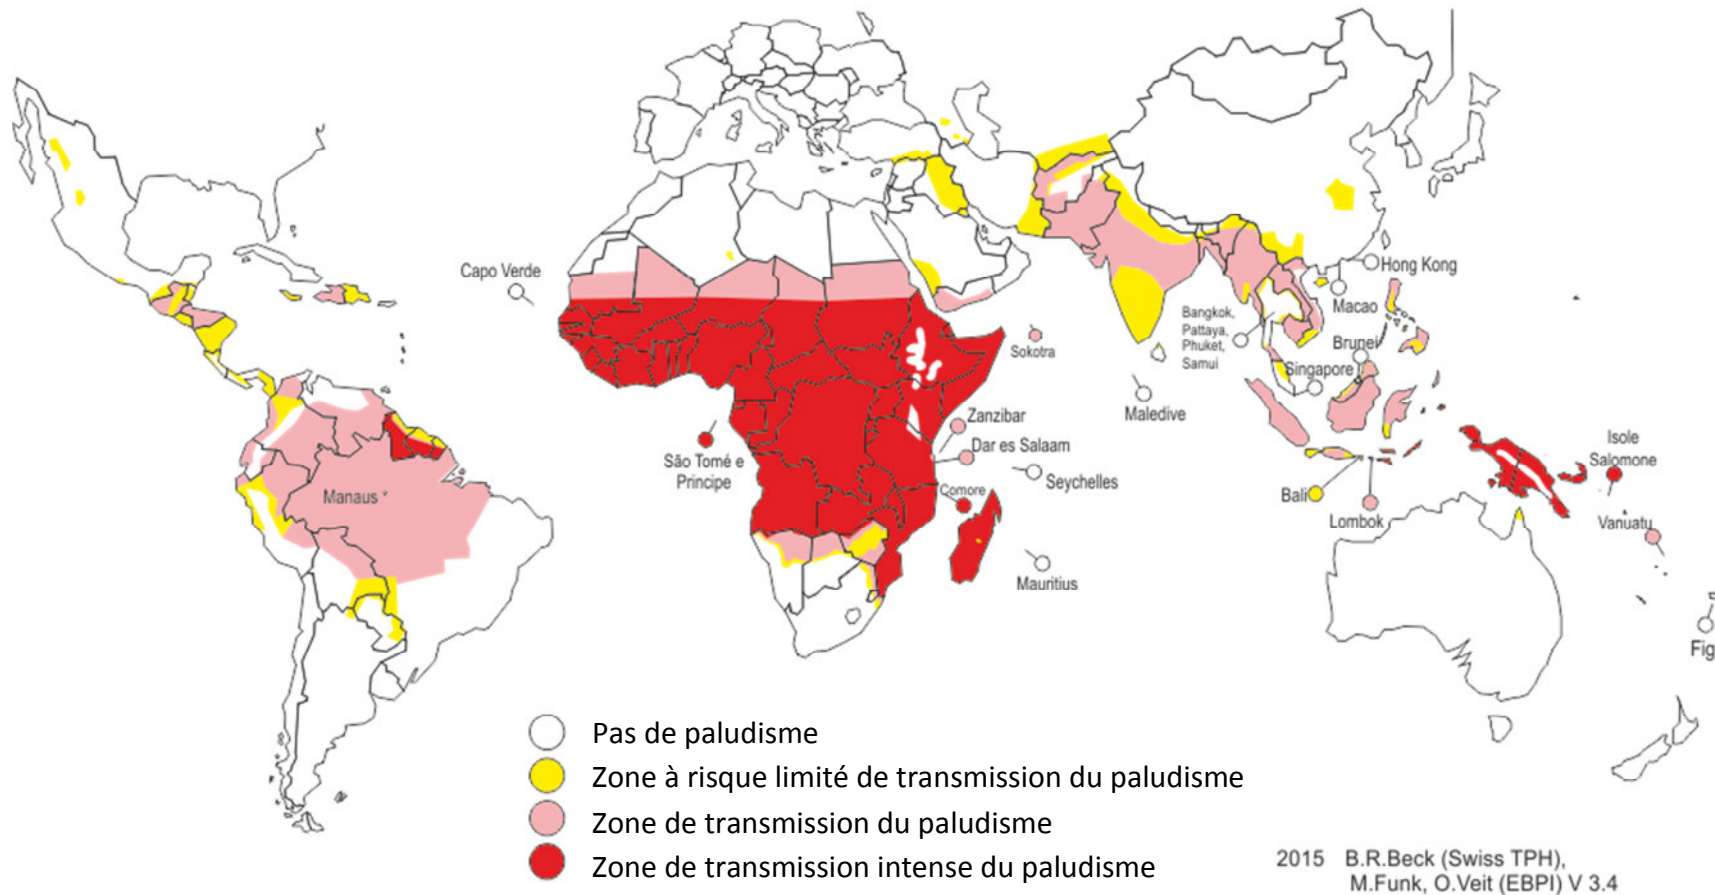 Capo Verde
Hong Kong
Macao
Bangkok,
Pattaya,
Phuket,
Samui
Brunei
Singapore
Sokotra
Maledive
Zanzibar
Dar es Salaam
São Tomé e
Principe
Seychelles
Comore
Isole
Salomone
Manaus
Bali
Lombok
Vanuatu
Mauritius
Fig
Pas de paludisme
Zone à risque limité de transmission du paludisme
Zone de transmission du paludisme
Zone de transmission intense du paludisme
2015 B.R.Beck (Swiss TPH),
M.Funk, O.Veit (EBPI) V 3.4